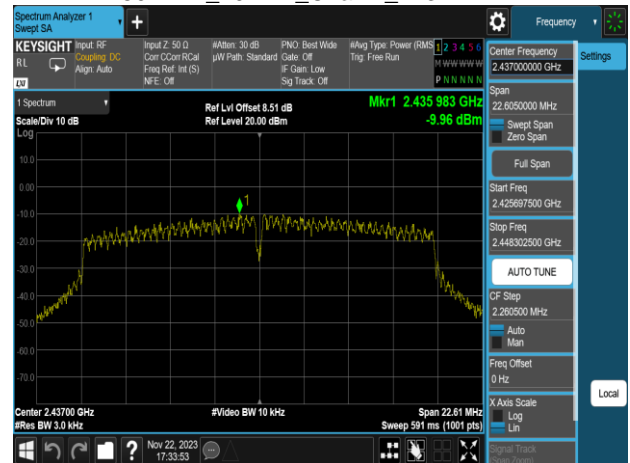 Spectrum Analyzer 1
Swept SA
Frequency
KEYSIGHT
RL
LXI
Input: RF
Coupling: DC
Align: Auto
Input Z: 50 Ω
Corr CCorr RCal
Freq Ref: Int (S)
NFE: Off
#Atten: 30 dB
µW Path: Standard
PNO: Best Wide
Gate: Off
IF Gain: Low
Sig Track: Off
#Avg Type: Power (RMS
Trig: Free Run
1 2 3 4 5 6
M W W W W W
P N N N N N
Center Frequency
2.437000000 GHz
Settings
Span
22.6050000 MHz
Swept Span
Zero Span
Full Span
Start Freq
2.425697500 GHz
Stop Freq
2.448302500 GHz
AUTO TUNE
CF Step
2.260500 MHz
Auto
Man
Freq Offset
0 Hz
X Axis Scale
Log
Lin
Signal Track
(Span Zoom)
Local
1 Spectrum
Scale/Div 10 dB
Log
Ref Lvl Offset 8.51 dB
Ref Level 20.00 dBm
Mkr1 2.435 983 GHz
-9.96 dBm
1
10.0
0.00
-10.0
-20.0
-30.0
-40.0
-50.0
-60.0
-70.0
Center 2.43700 GHz
#Res BW 3.0 kHz
#Video BW 10 kHz
Span 22.61 MHz
Sweep 591 ms (1001 pts)
?
Nov 22, 2023
17:33:53